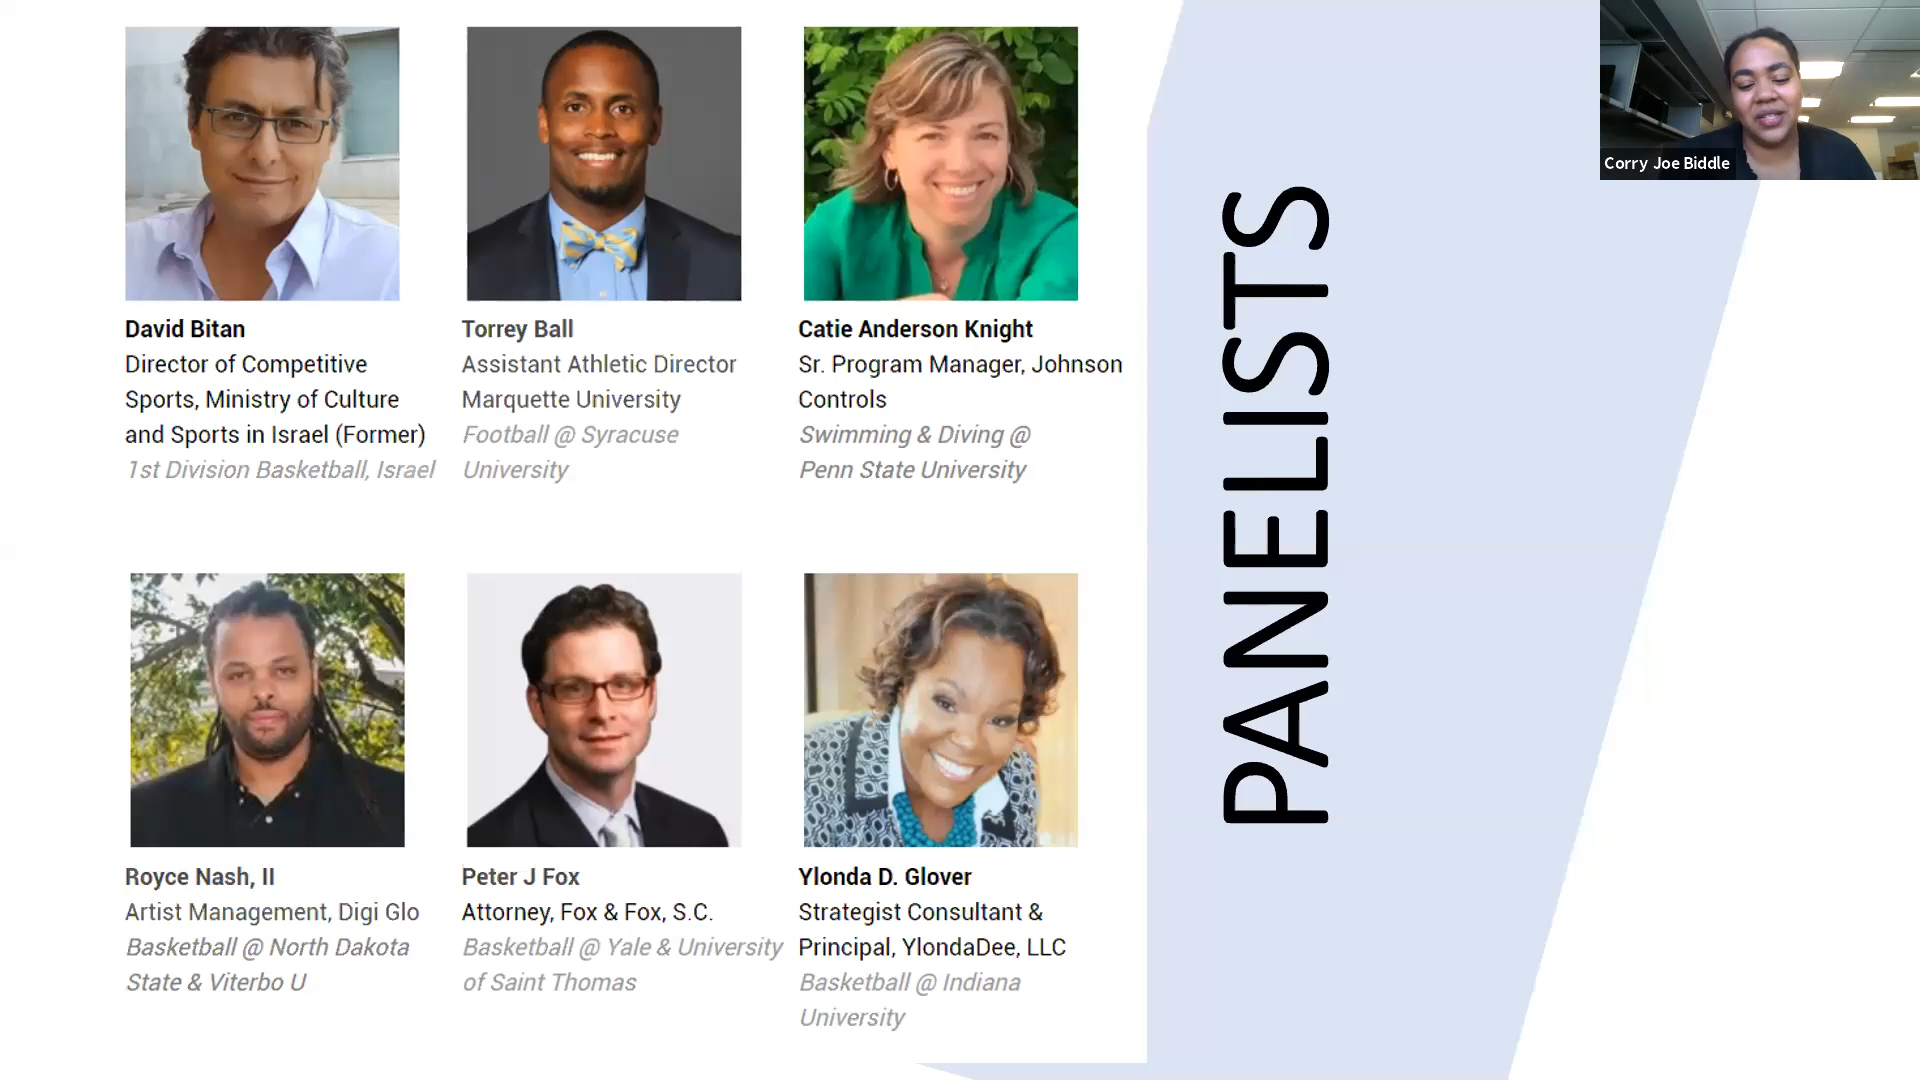 David Bitan
Director of Competitive
Sports, Ministry of Culture
and Sports in Israel (Former)
1st Division Basketball, Israel
Torrey Ball
Assistant Athletic Director
Marquette University
Football @ Syracuse
University
Catie Anderson Knight
Sr. Program Manager, Johnson
Controls
Swimming & Diving @
Penn State University
Royce Nash, II
Artist Management, Digi Glo
Basketball @ North Dakota
State & Viterbo U
Peter J Fox
Attorney, Fox & Fox, S.C.
Basketball @ Yale & University
of Saint Thomas
Ylonda D. Glover
Strategist Consultant &
Principal, YlondaDee, LLC
Basketball @ Indiana
University
PANELISTS
Corry Joe Biddle